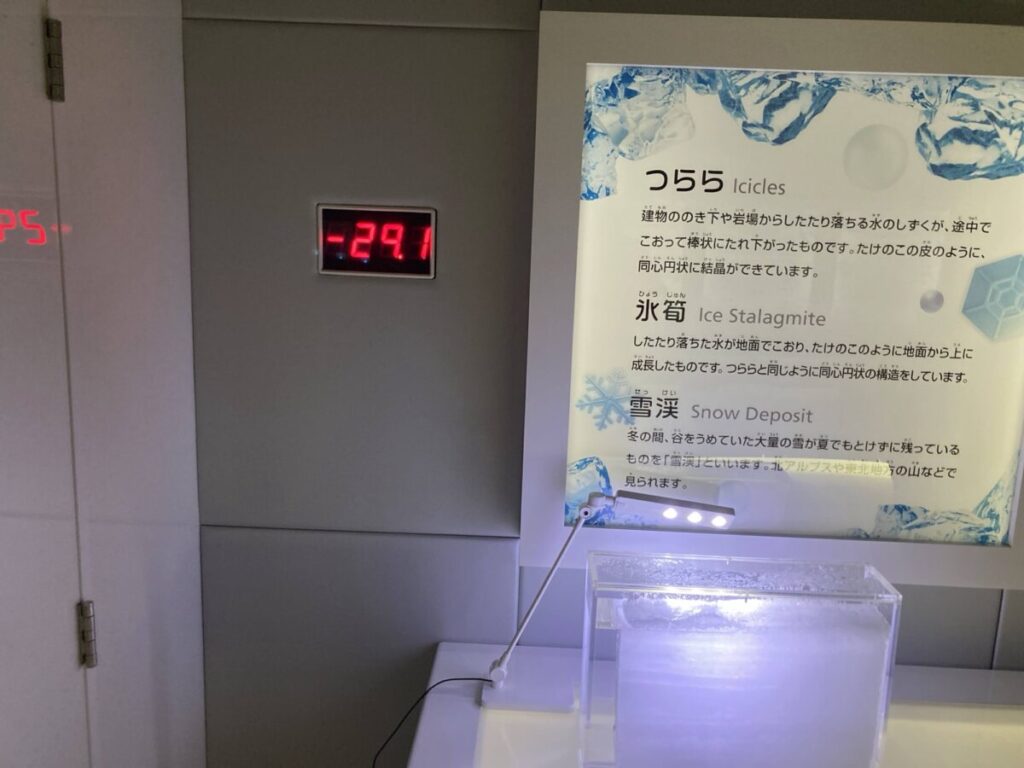 -29.1
つらら Icicles
建物ののき下や岩場からしたたり落ちる水のしずくが、途中で
こおって棒状にたれ下がったものです。たけのこの皮のように、
同心円状に結晶ができています。
ひょう じゅん
氷筍 Ice Stalagmite
したたり落ちた水が地面でこおり、たけのこのように地面から上に
成長したものです。つららと同じように同心円状の構造をしています。
せっ けい
雪渓 Snow Deposit
冬の間、谷をうめていた大量の雪が夏でもとけずに残っている
ものを「雪渓」といいます。北アルプスや東北地方の山などで
見られます。